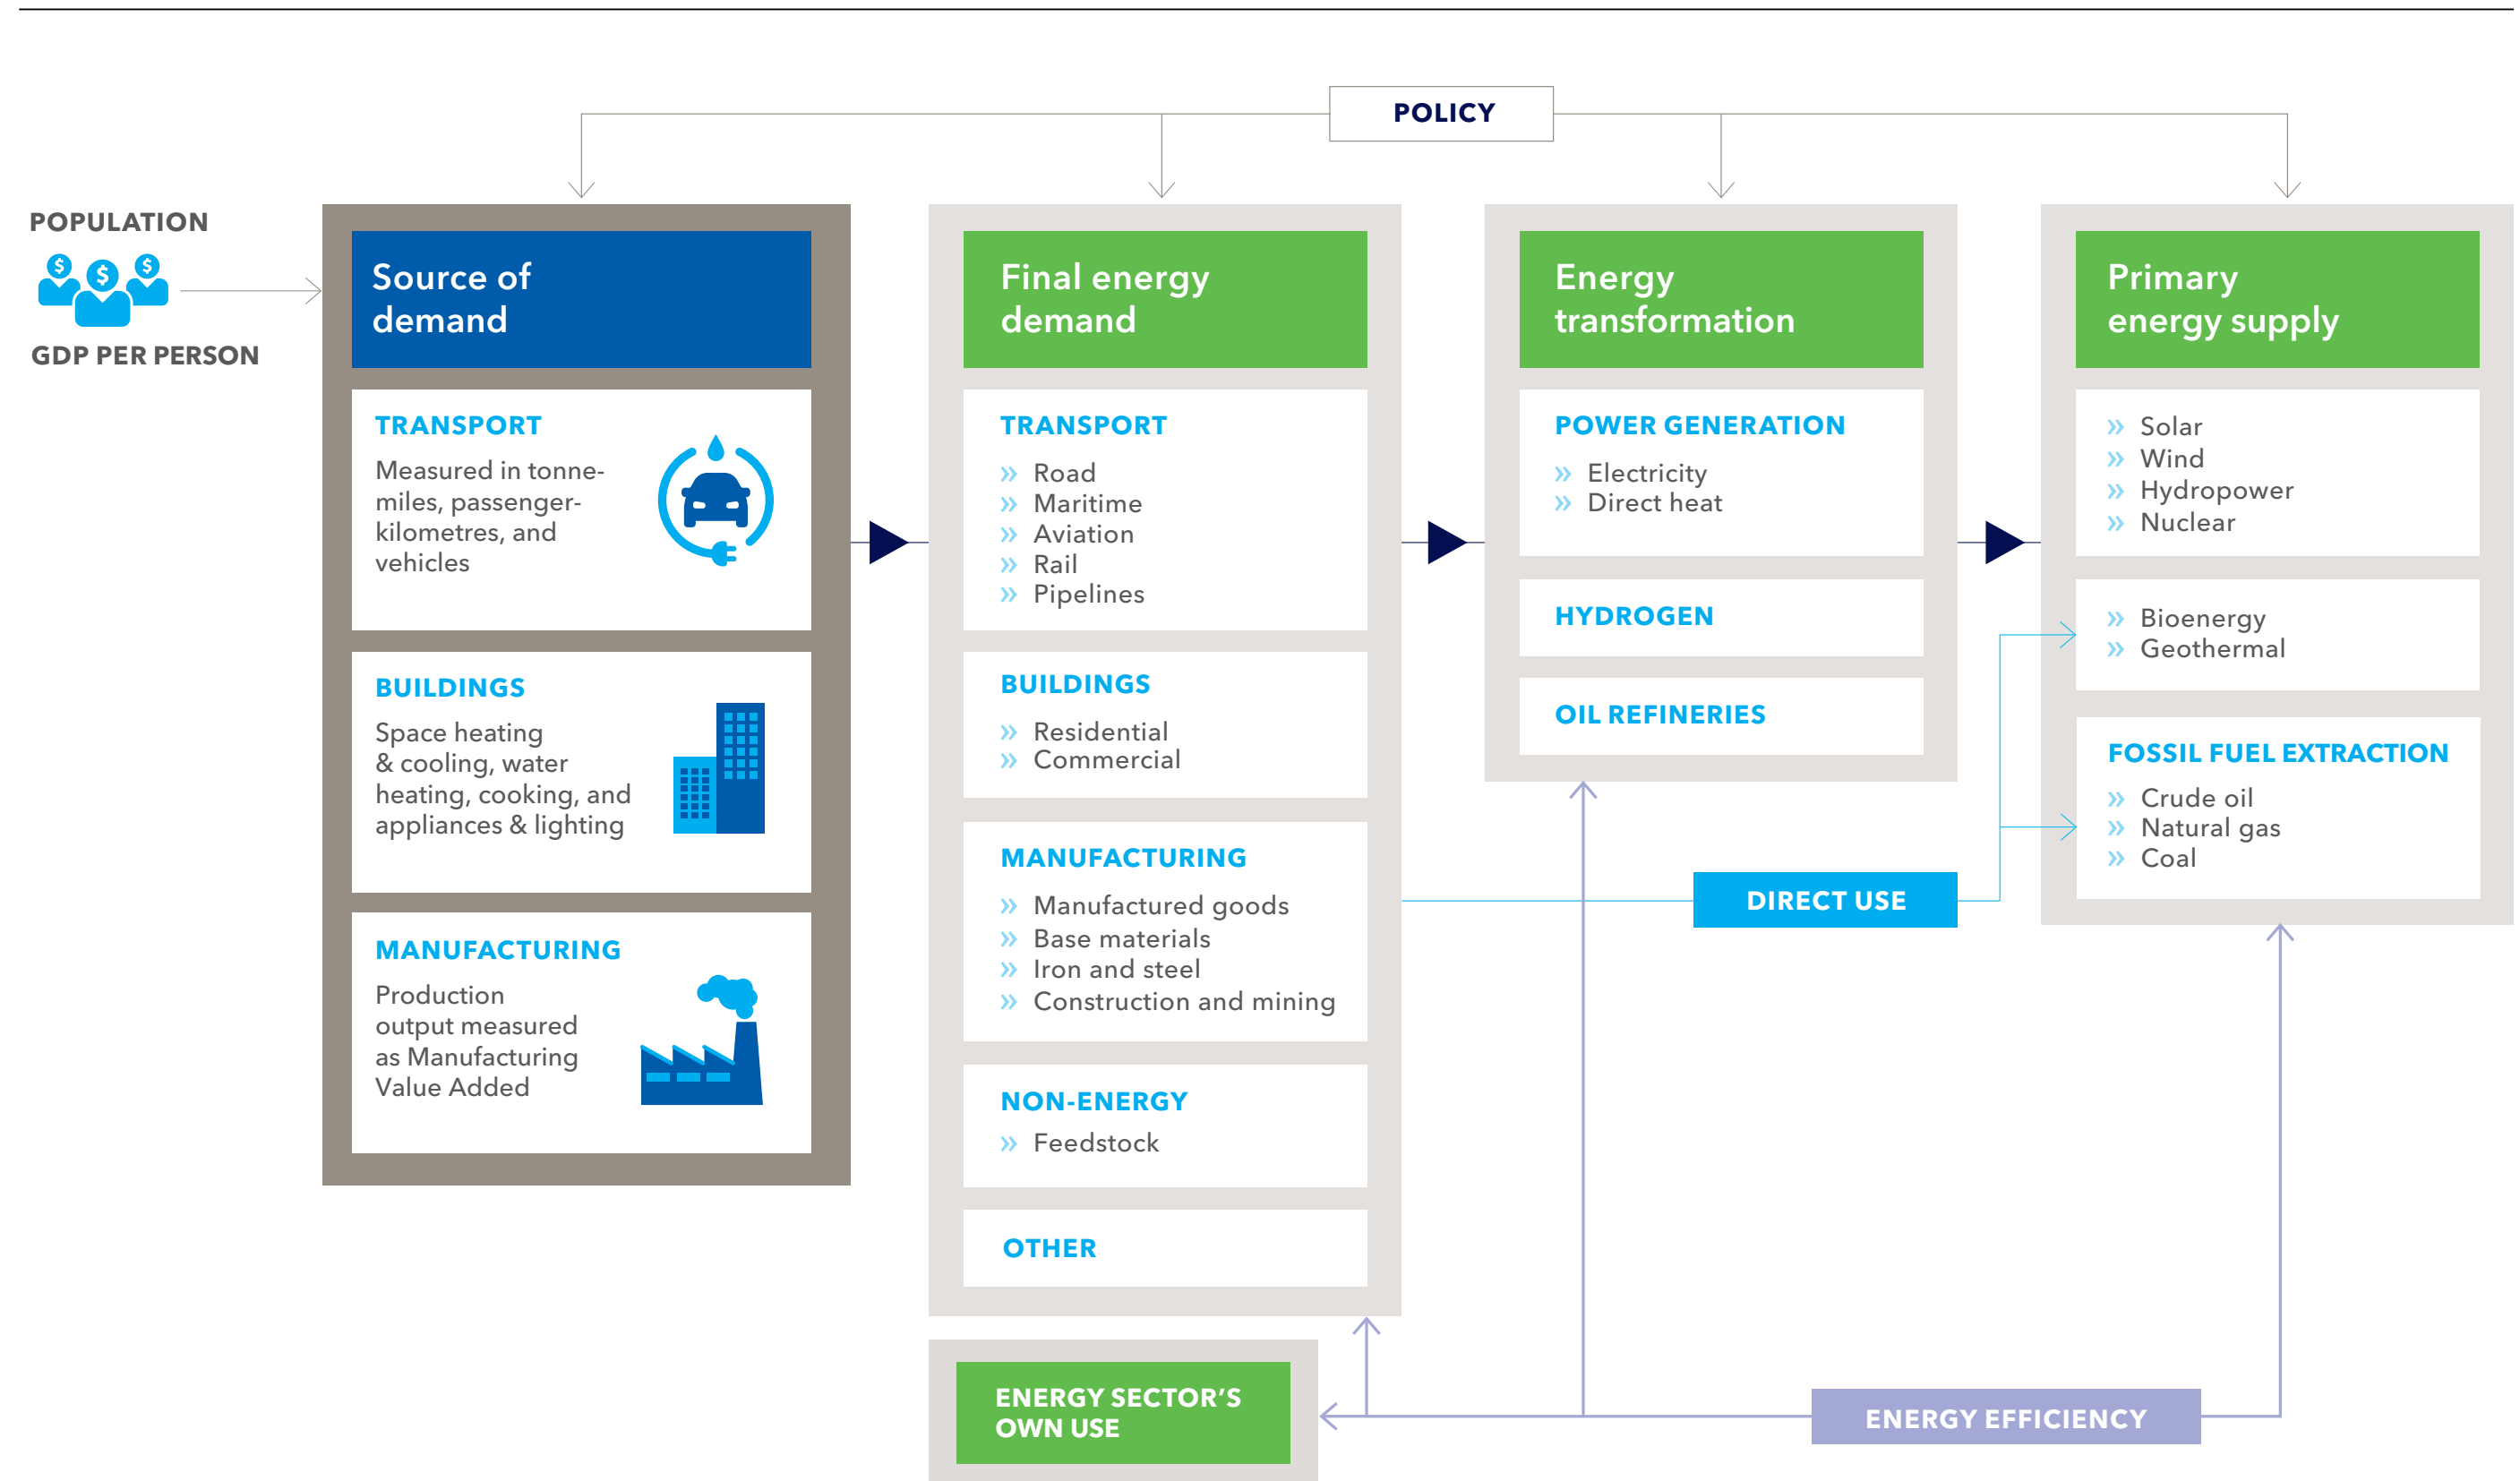 POLICY
POPULATION
GDP PER PERSON
Source of
demand
TRANSPORT
Measured in tonne-
miles, passenger-
kilometres, and
vehicles
BUILDINGS
Space heating
& cooling, water
heating, cooking, and
appliances & lighting
MANUFACTURING
Production
output measured
as Manufacturing
Value Added
Final energy
demand
TRANSPORT
» Road
» Maritime
» Aviation
» Rail
» Pipelines
BUILDINGS
» Residential
» Commercial
MANUFACTURING
» Manufactured goods
» Base materials
» Iron and steel
» Construction and mining
NON-ENERGY
» Feedstock
OTHER
ENERGY SECTOR’S
OWN USE
Energy
transformation
POWER GENERATION
» Electricity
» Direct heat
HYDROGEN
OIL REFINERIES
DIRECT USE
Primary
energy supply
» Solar
» Wind
» Hydropower
» Nuclear
» Bioenergy
» Geothermal
FOSSIL FUEL EXTRACTION
» Crude oil
» Natural gas
» Coal
ENERGY EFFICIENCY